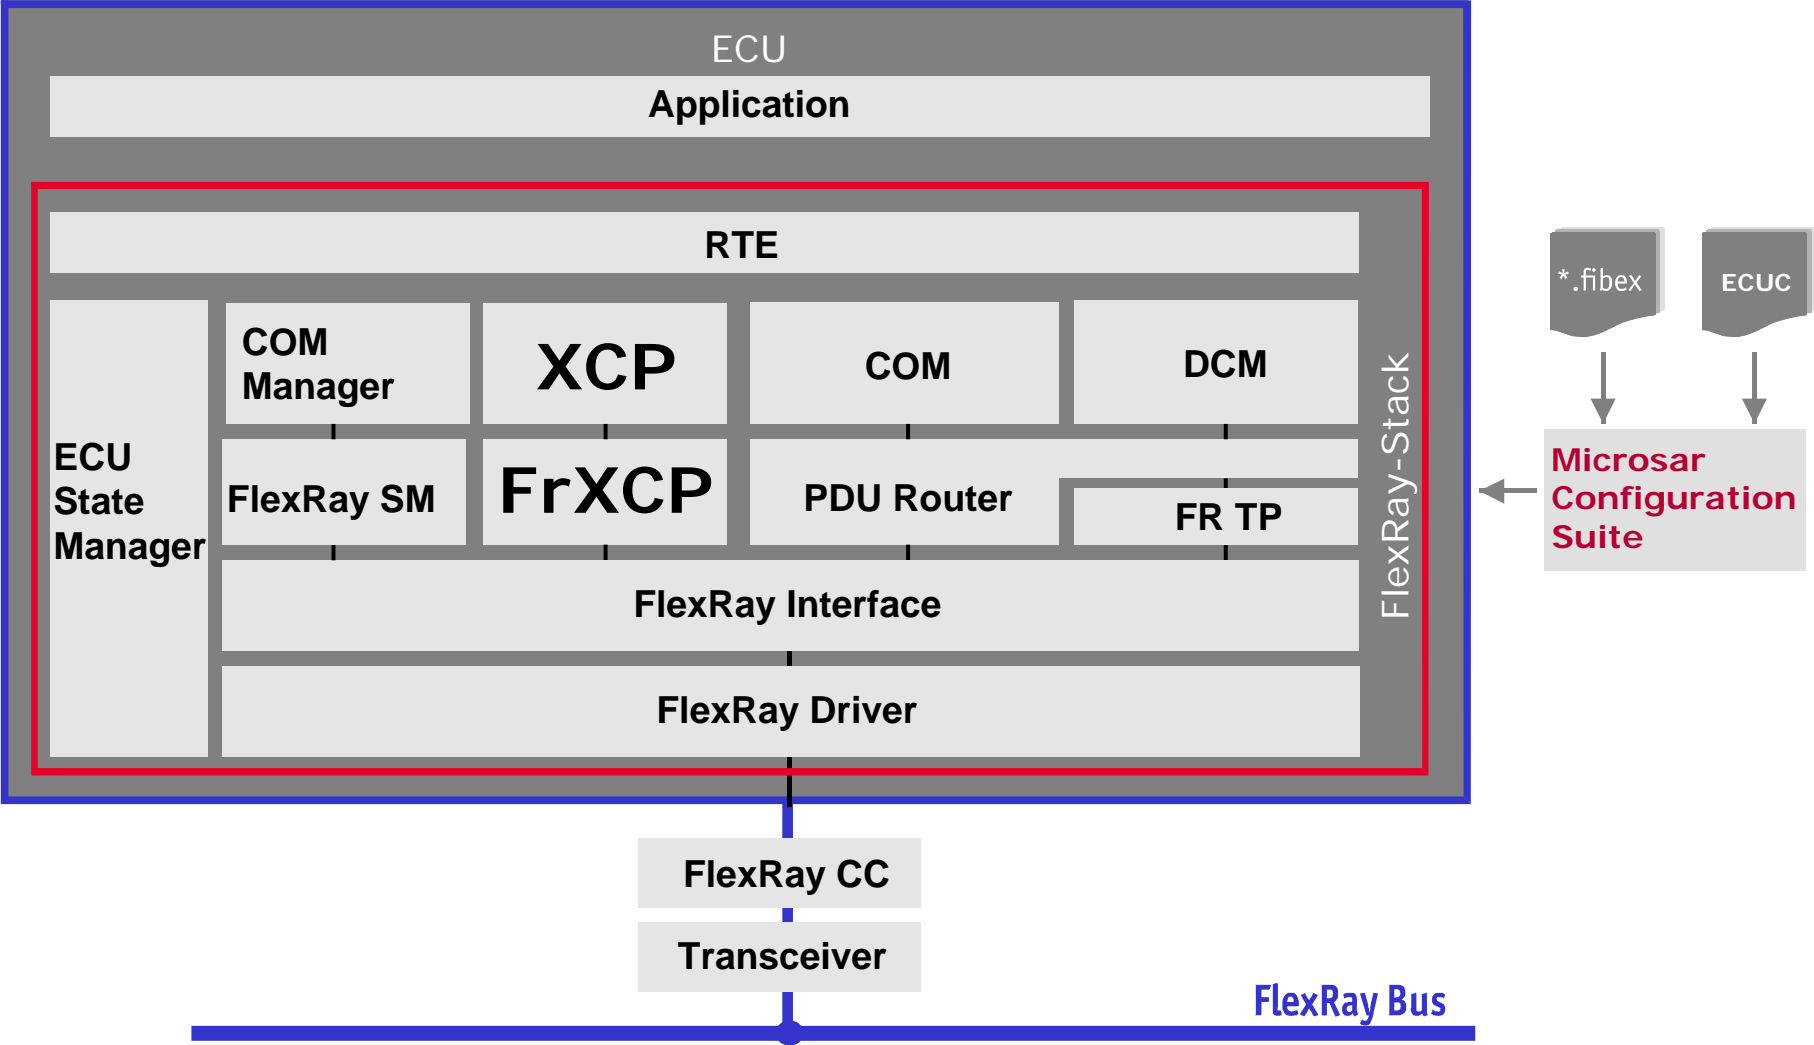 ECU
Application
RTE
COM
Manager
XCP
COM
DCM
ECU
State
Manager
FlexRay SM
FrXCP
PDU Router
FR TP
FlexRay Interface
FlexRay Driver
FlexRay-Stack
*.fibex
ECUC
Microsar
Configuration
Suite
FlexRay CC
Transceiver
FlexRay Bus